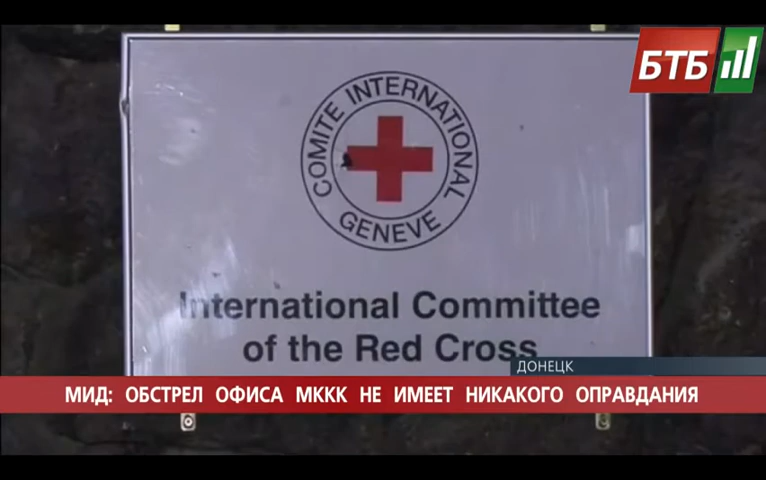 БТБ
COMITE INTERNATIONAL
GENEVE
International Committee
of the Red Cross
ДОНЕЦК
МИД: ОБСТРЕЛ ОФИСА МККК НЕ ИМЕЕТ НИКАКОГО ОПРАВДАНИЯ